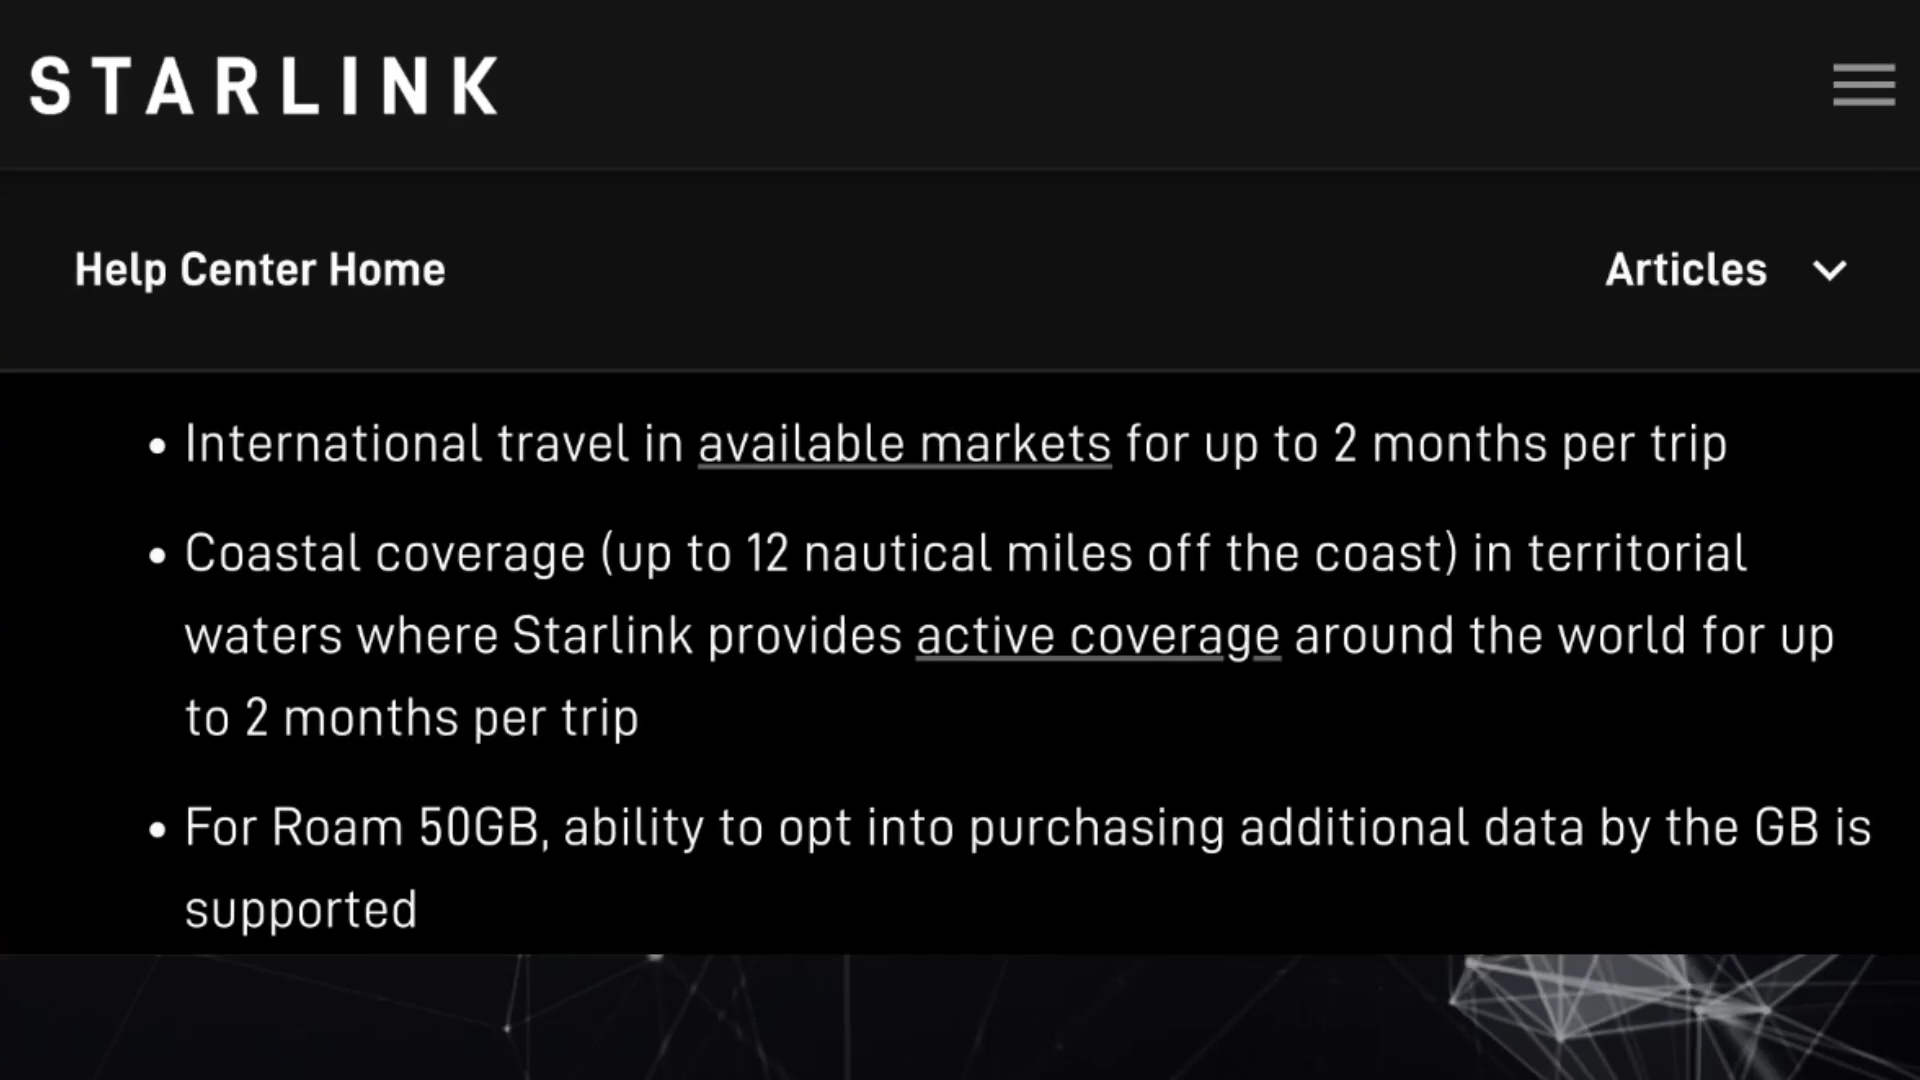 STARLINK
Help Center Home
Articles
• International travel in available markets for up to 2 months per trip
• Coastal coverage (up to 12 nautical miles off the coast) in territorial
waters where Starlink provides active coverage around the world for up
to 2 months per trip
• For Roam 50GB, ability to opt into purchasing additional data by the GB is
supported